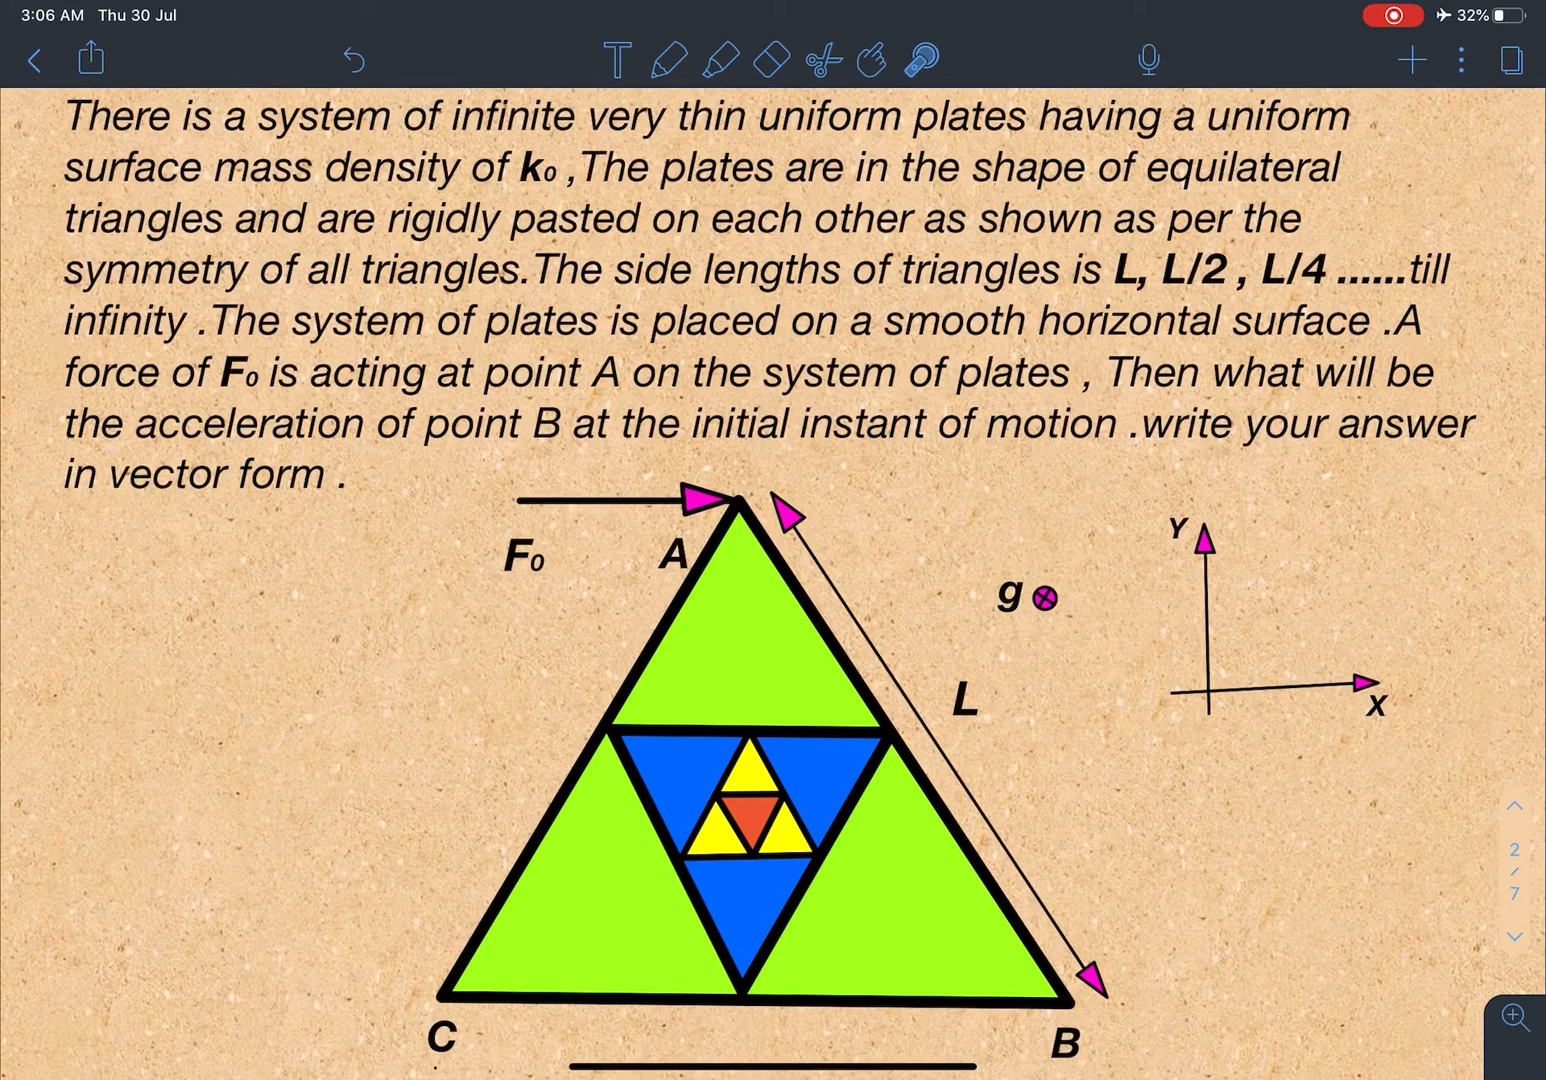 3:06 AM Thu 30 Jul
32%
There is a system of infinite very thin uniform plates having a uniform
surface mass density of k₀ ,The plates are in the shape of equilateral
triangles and are rigidly pasted on each other as shown as per the
symmetry of all triangles.The side lengths of triangles is L, L/2 , L/4 ......till
infinity .The system of plates is placed on a smooth horizontal surface .A
force of F₀ is acting at point A on the system of plates , Then what will be
the acceleration of point B at the initial instant of motion .write your answer
in vector form .
F₀
A
g
Y
L
X
C
B
2
/
7